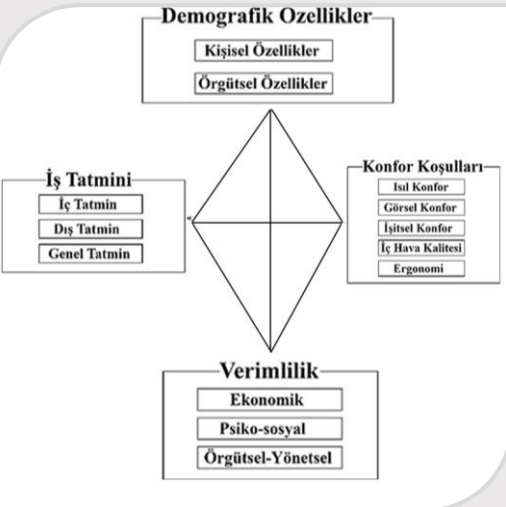 Demografik Ozellikler
Kişisel Özellikler
Örgütsel Özellikler
İş Tatmini
İç Tatmin
Dış Tatmin
Genel Tatmin
Konfor Koşulları
Isıl Konfor
Görsel Konfor
İşitsel Konfor
İç Hava Kalitesi
Ergonomi
Verimlilik
Ekonomik
Psiko-sosyal
Örgütsel-Yönetsel